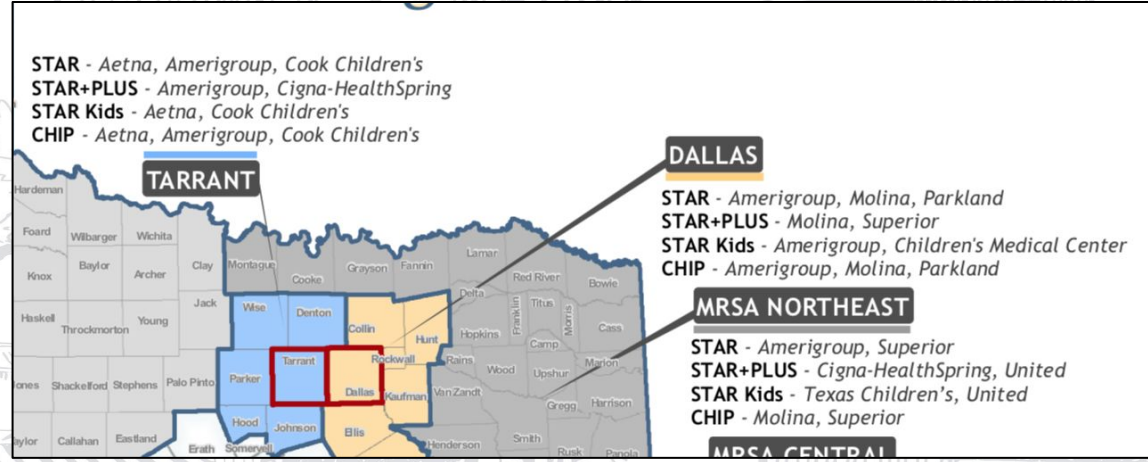 STAR - Aetna, Amerigroup, Cook Children's
STAR+PLUS - Amerigroup, Cigna-HealthSpring
STAR Kids - Aetna, Cook Children's
CHIP - Aetna, Amerigroup, Cook Children's
TARRANT
DALLAS
STAR - Amerigroup, Molina, Parkland
STAR+PLUS - Molina, Superior
STAR Kids - Amerigroup, Children's Medical Center
CHIP - Amerigroup, Molina, Parkland
MRSA NORTHEAST
STAR - Amerigroup, Superior
STAR+PLUS - Cigna-HealthSpring, United
STAR Kids - Texas Children's, United
CHIP - Molina, Superior
MRSA CENTRAL
Hardeman
Foard
Wilbarger
Wichita
Knox
Baylor
Archer
Clay
Montague
Cooke
Grayson
Fannin
Lamar
Red River
Bowie
Haskell
Throckmorton
Young
Jack
Wise
Denton
Collin
Hunt
Delta
Hopkins
Franklin
Titus
Morris
Cass
Camp
Shackelford
Stephens
Palo Pinto
Parker
Tarrant
Dallas
Rockwall
Kaufman
Rains
Van Zandt
Wood
Upshur
Marion
Gregg
Harrison
Callahan
Eastland
Erath
Hood
Somervell
Johnson
Ellis
Henderson
Smith
Rusk
Panola